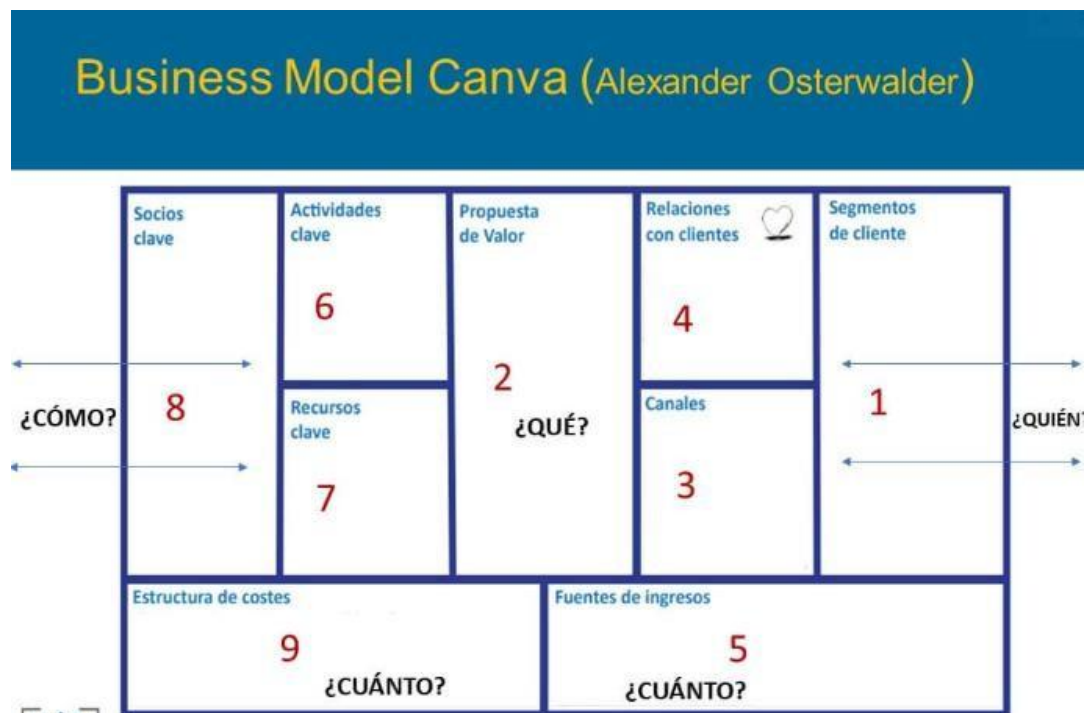 Business Model Canva (Alexander Osterwalder)
Socios
clave
8
¿CÓMO?
Actividades
clave
6
Recursos
clave
7
Propuesta
de Valor
2
¿QUÉ?
Relaciones
con clientes
4
Canales
3
Segmentos
de cliente
1
¿QUIÉN?
Estructura de costes
9
¿CUÁNTO?
Fuentes de ingresos
5
¿CUÁNTO?